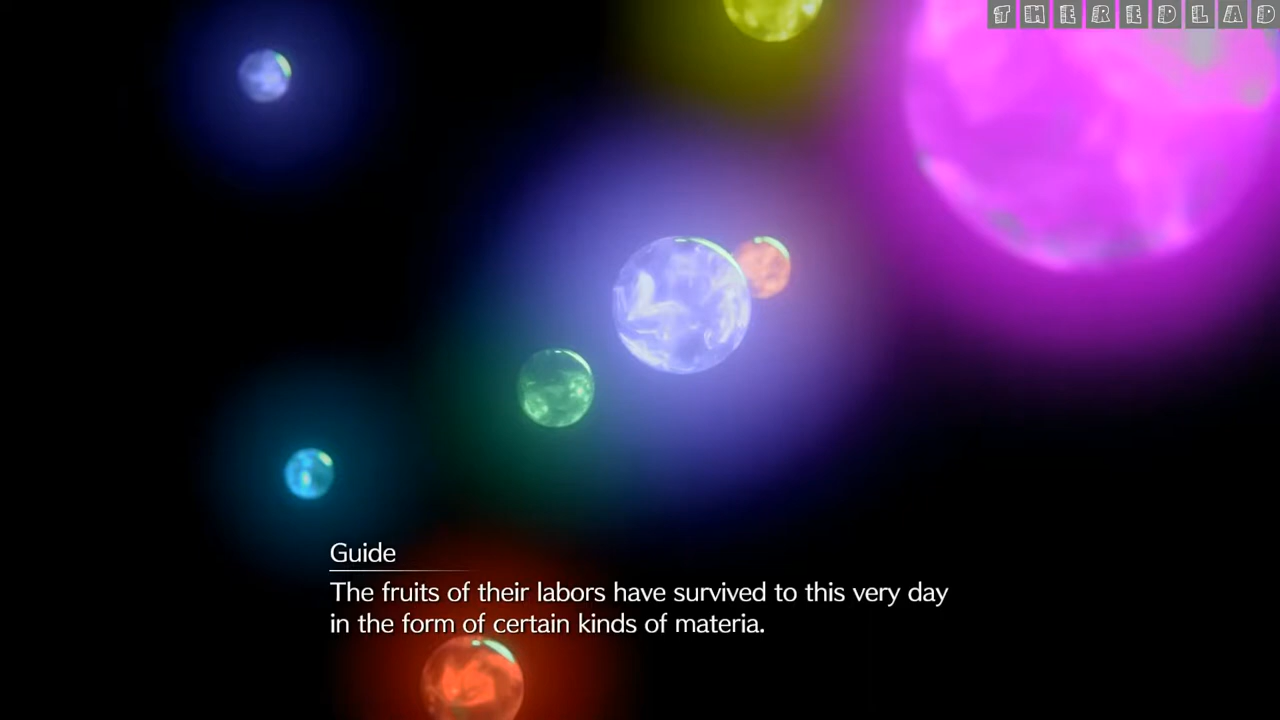 THEREDLAD
Guide
The fruits of their labors have survived to this very day
in the form of certain kinds of materia.